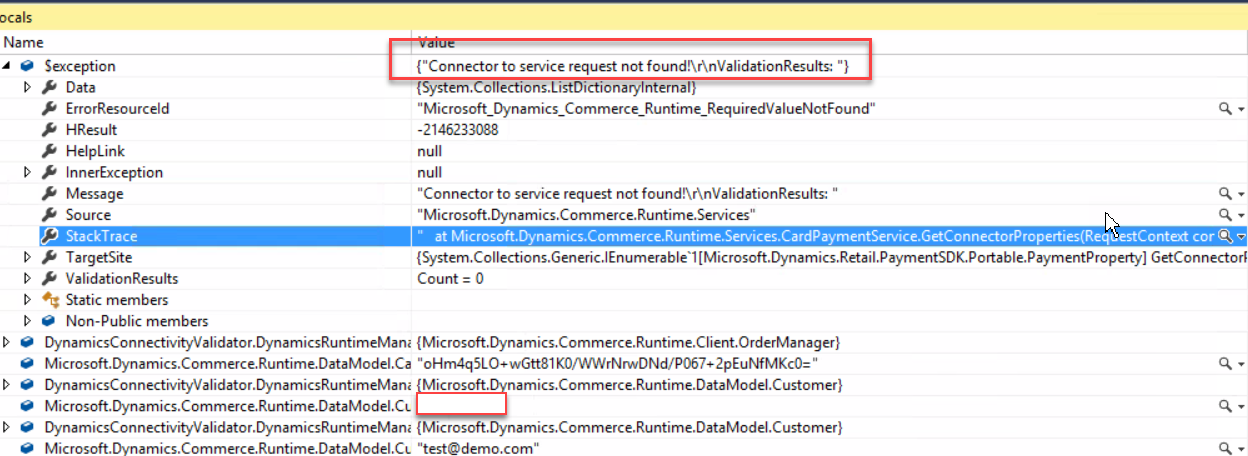 ocals
Name Value
$exception {"Connector to service request not found!\r\nValidationResults: "}
Data {System.Collections.ListDictionaryInternal}
ErrorResourceId "Microsoft_Dynamics_Commerce_Runtime_RequiredValueNotFound"
HResult -2146233088
HelpLink null
InnerException null
Message "Connector to service request not found!\r\nValidationResults: "
Source "Microsoft.Dynamics.Commerce.Runtime.Services"
StackTrace " at Microsoft.Dynamics.Commerce.Runtime.Services.CardPaymentService.GetConnectorProperties(RequestContext cor
TargetSite {System.Collections.Generic.IEnumerable`1[Microsoft.Dynamics.Retail.PaymentSDK.Portable.PaymentProperty] GetConnectorP
ValidationResults Count = 0
Static members
Non-Public members
DynamicsConnectivityValidator.DynamicsRuntimeMana {Microsoft.Dynamics.Commerce.Runtime.Client.OrderManager}
Microsoft.Dynamics.Commerce.Runtime.DataModel.Ca "oHm4q5LO+wGtt81K0/WWrNrwDNd/P067+2pEuNfMKc0="
DynamicsConnectivityValidator.DynamicsRuntimeMana {Microsoft.Dynamics.Commerce.Runtime.DataModel.Customer}
Microsoft.Dynamics.Commerce.Runtime.DataModel.Cu
DynamicsConnectivityValidator.DynamicsRuntimeMana {Microsoft.Dynamics.Commerce.Runtime.DataModel.Customer}
Microsoft.Dynamics.Commerce.Runtime.DataModel.Cu "test@demo.com"